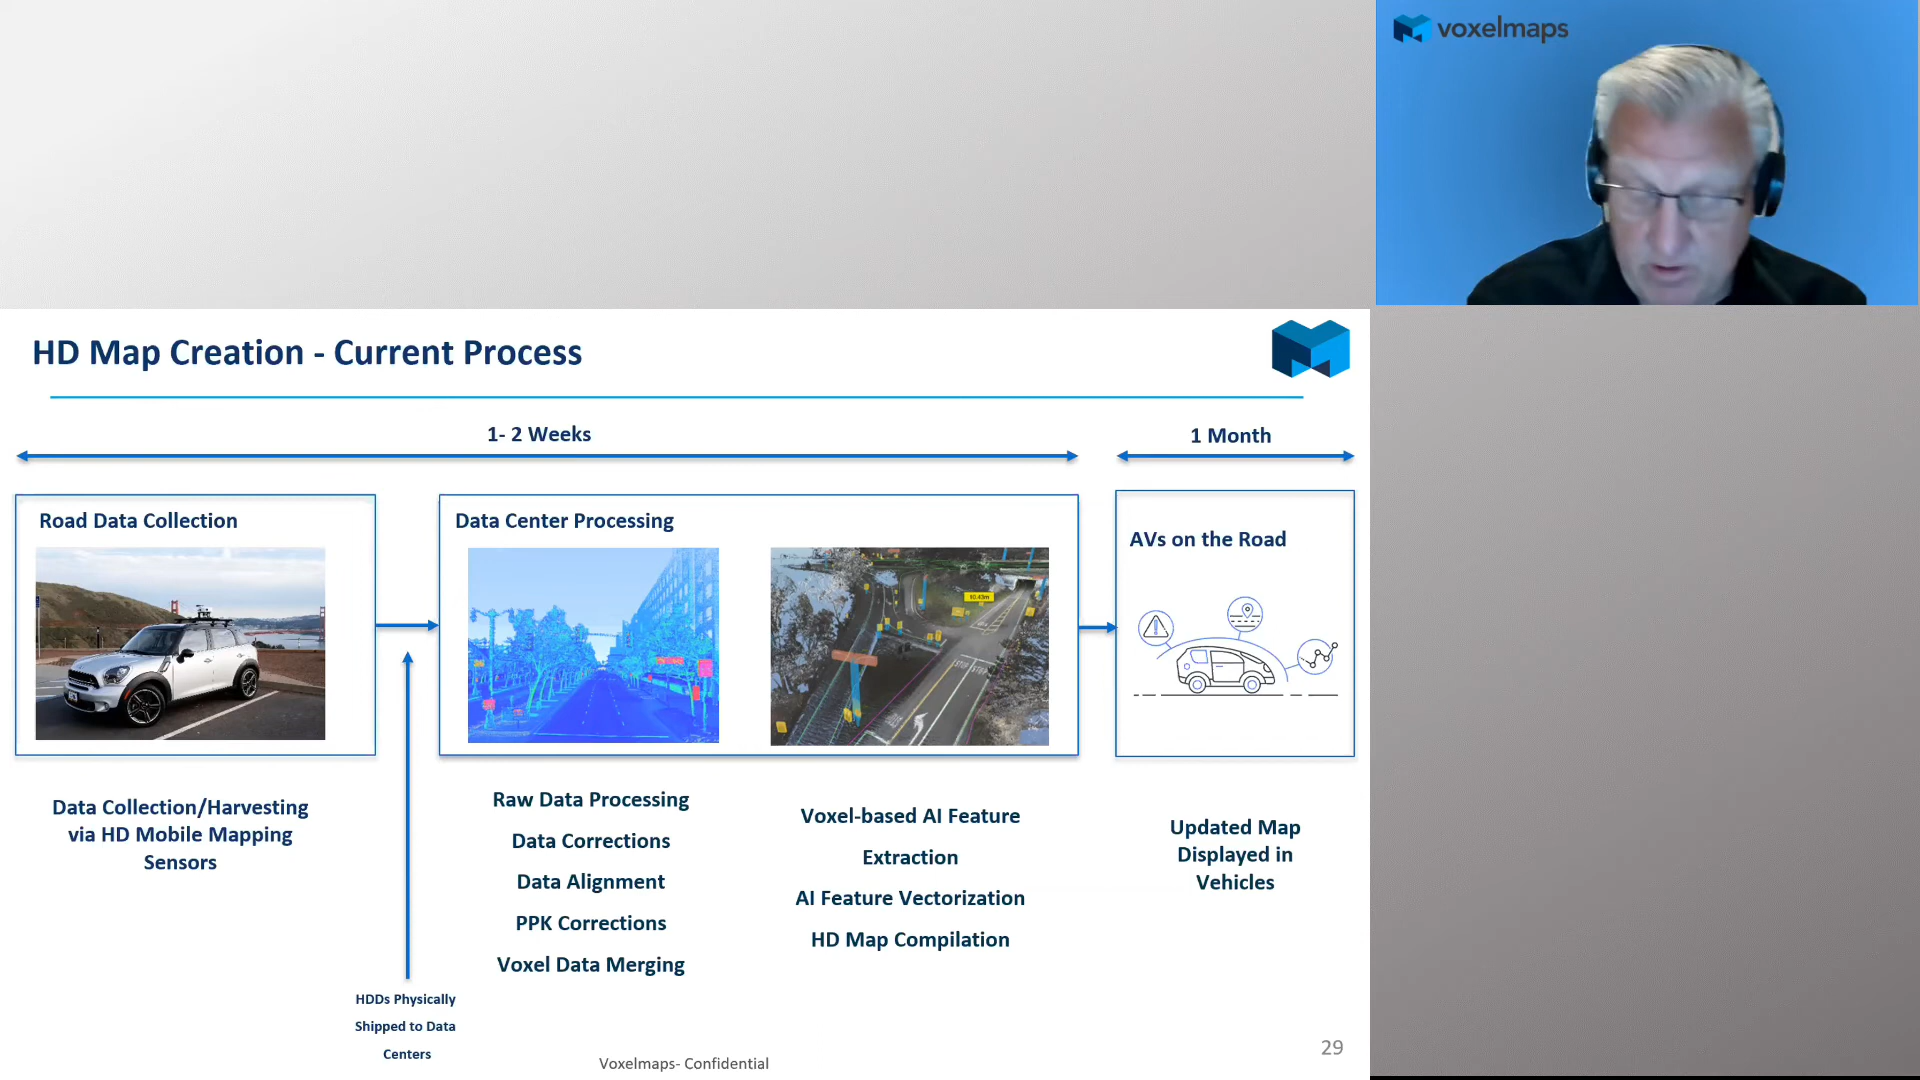 voxelmaps
HD Map Creation - Current Process
1- 2 Weeks
1 Month
Road Data Collection
Data Center Processing
AVs on the Road
Data Collection/Harvesting
via HD Mobile Mapping
Sensors
Raw Data Processing
Data Corrections
Data Alignment
PPK Corrections
Voxel Data Merging
Voxel-based AI Feature
Extraction
AI Feature Vectorization
HD Map Compilation
Updated Map
Displayed in
Vehicles
HDDs Physically
Shipped to Data
Centers
Voxelmaps- Confidential
29